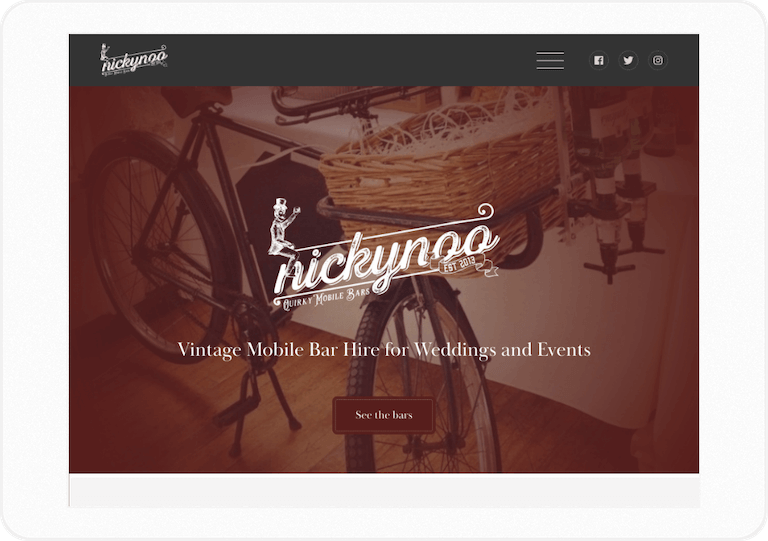 nickynoo
nickynoo
EST 2013
Quirky Mobile Bars
Vintage Mobile Bar Hire for Weddings and Events
See the bars